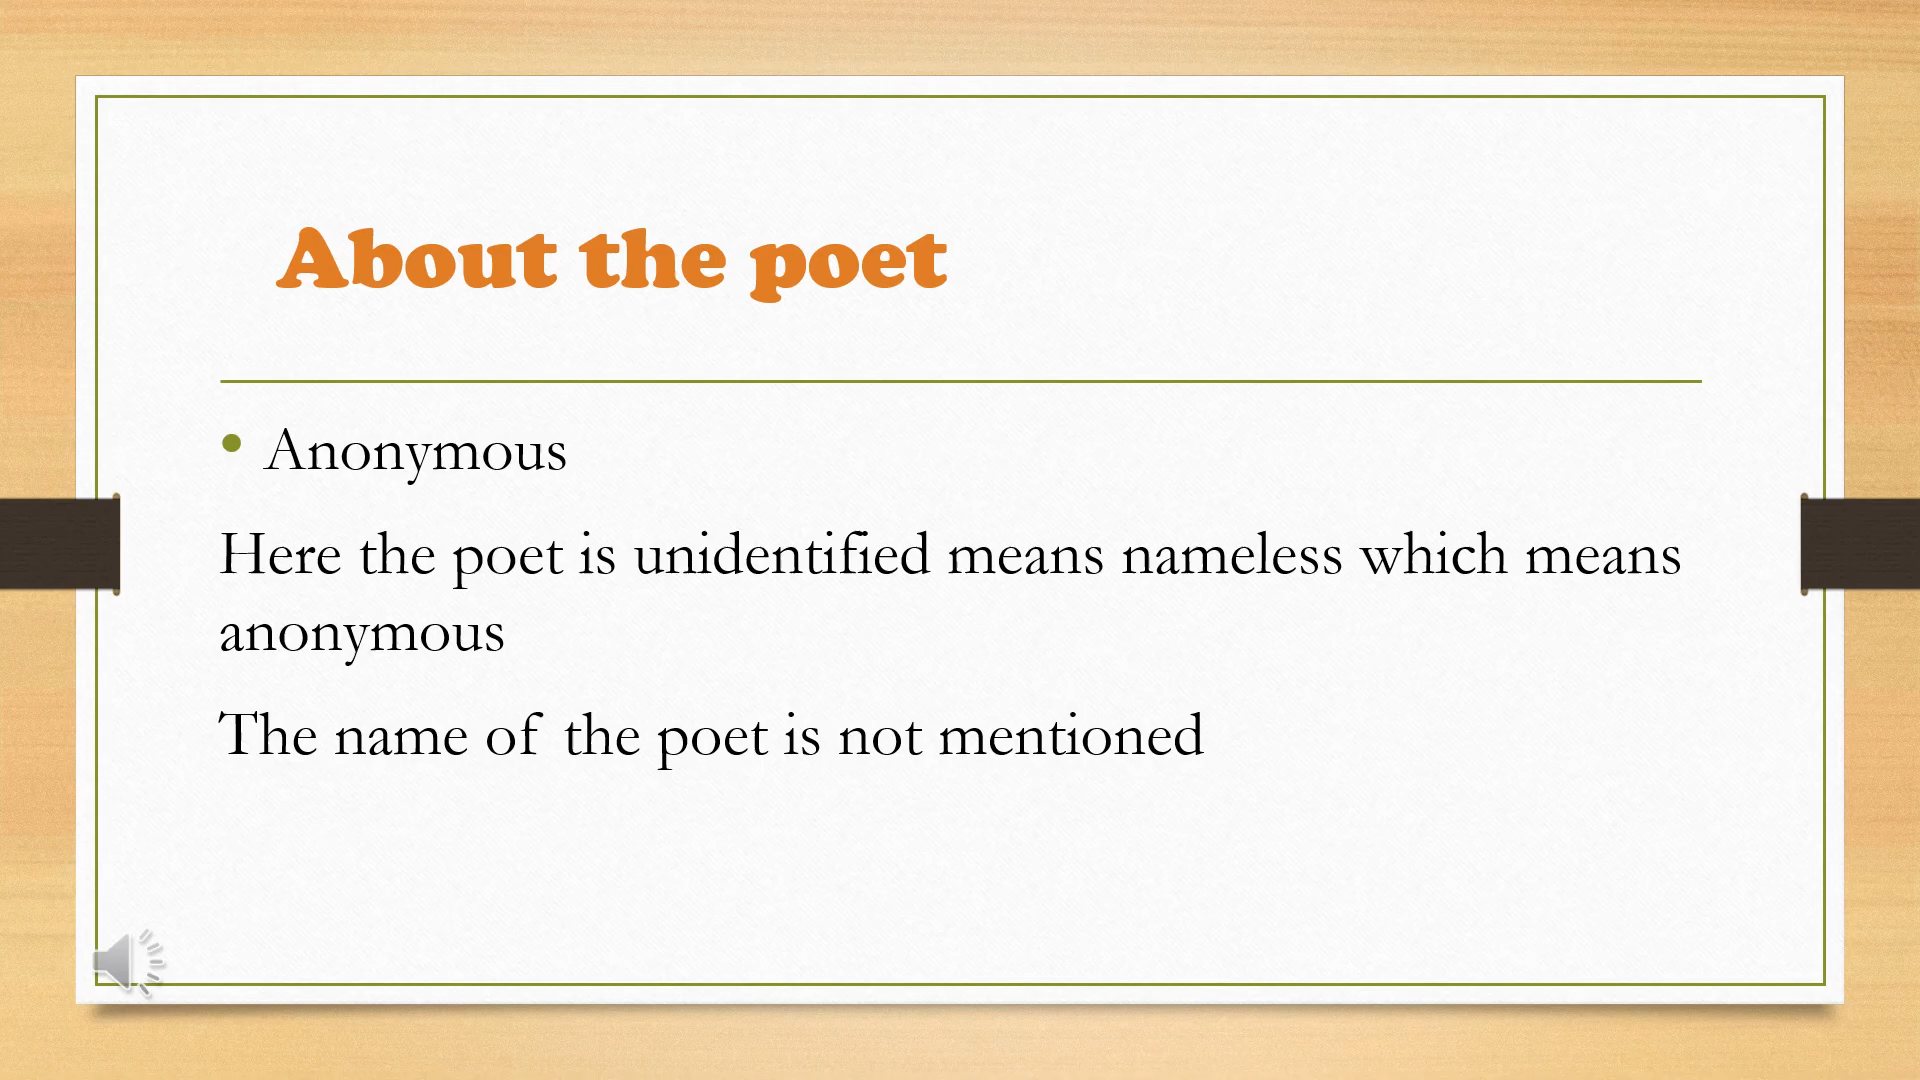 About the poet
• Anonymous
Here the poet is unidentified means nameless which means
anonymous
The name of the poet is not mentioned